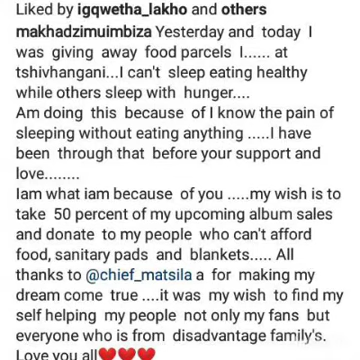 Liked by igqwetha_lakho and others
makhadzimuimbiza Yesterday and today I
was giving away food parcels I...... at
tshivhangani...I can't sleep eating healthy
while others sleep with hunger....
Am doing this because of I know the pain of
sleeping without eating anything .....I have
been through that before your support and
love........
Iam what iam because of you .....my wish is to
take 50 percent of my upcoming album sales
and donate to my people who can't afford
food, sanitary pads and blankets..... All
thanks to @chief_matsila a for making my
dream come true ....it was my wish to find my
self helping my people not only my fans but
everyone who is from disadvantage family's.
Love you all❤️❤️❤️